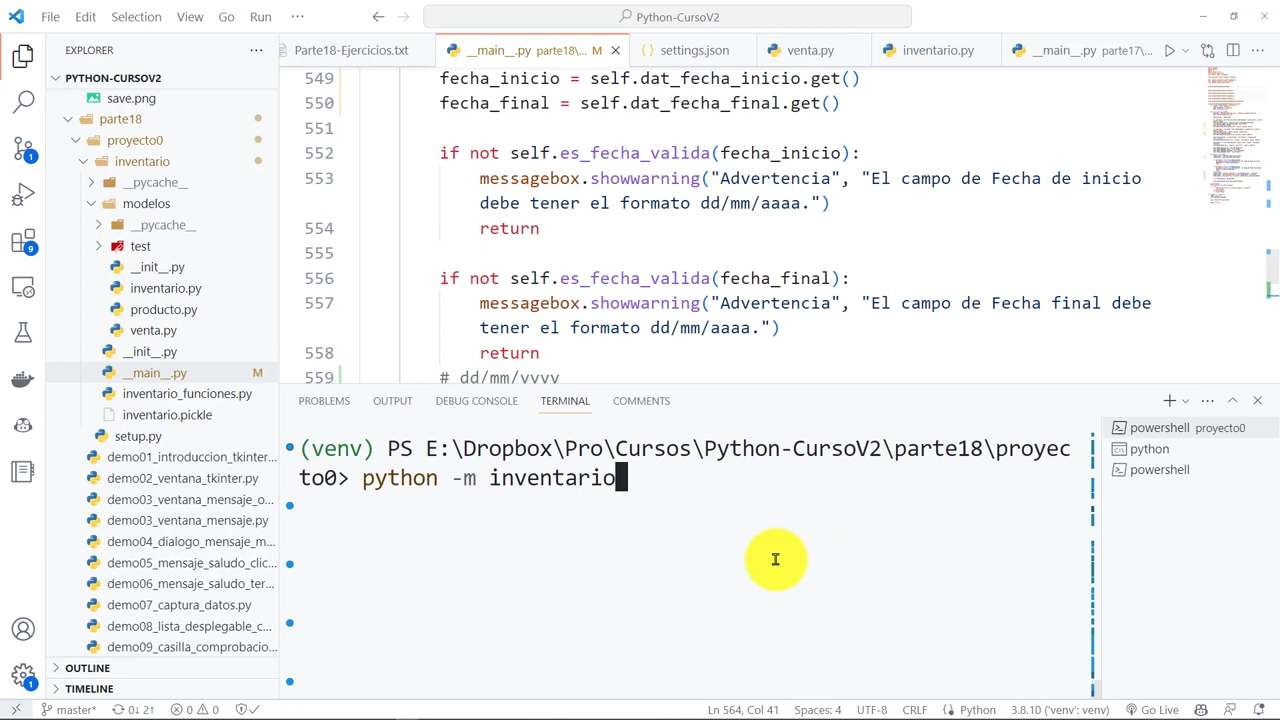 File Edit Selection View Go Run ···
Python-CursoV2
EXPLORER
Parte18-Ejercicios.txt
__main__.py parte18\... M
settings.json
venta.py
inventario.py
__main__.py parte17\...
PYTHON-CURSOV2
save.png
parte18
proyecto0
inventario
__pycache__
modelos
__pycache__
test
__init__.py
inventario.py
producto.py
venta.py
__init__.py
__main__.py M
inventario_funciones.py
inventario.pickle
setup.py
demo01_introduccion_tkinter...
demo02_ventana_tkinter.py
demo03_ventana_mensaje_o...
demo03_ventana_mensaje.py
demo04_dialogo_mensaje_m...
demo05_mensaje_saludo_clic...
demo06_mensaje_saludo_ter...
demo07_captura_datos.py
demo08_lista_desplegable_c...
demo09_casilla_comprobacio...
OUTLINE
TIMELINE
549 fecha_inicio = self.dat_fecha_inicio.get()
550 fecha_final = self.dat_fecha_final.get()
551
552 if not self.es_fecha_valida(fecha_inicio):
553 messagebox.showwarning("Advertencia", "El campo de Fecha de inicio
debe tener el formato dd/mm/aaaa.")
554 return
555
556 if not self.es_fecha_valida(fecha_final):
557 messagebox.showwarning("Advertencia", "El campo de Fecha final debe
tener el formato dd/mm/aaaa.")
558 return
559 # dd/mm/yyyy
PROBLEMS OUTPUT DEBUG CONSOLE TERMINAL COMMENTS
(venv) PS E:\Dropbox\Pro\Cursos\Python-CursoV2\parte18\proyec
to0> python -m inventario
powershell proyecto0
python
powershell
master* 0↓ 2↑ 0 0 Ln 564, Col 41 Spaces: 4 UTF-8 CRLF Python 3.8.10 ('venv': venv) Go Live